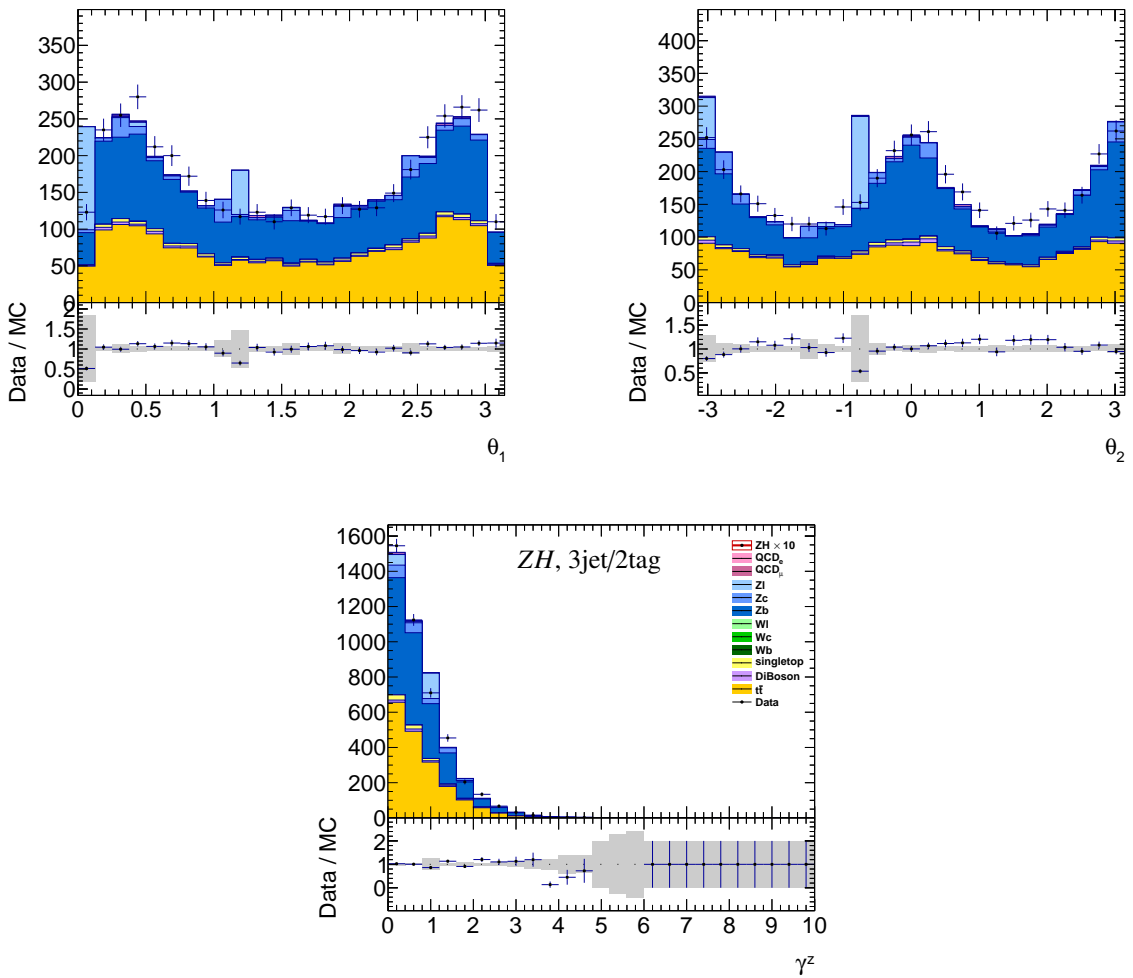 350
300
250
200
150
100
50
0
2
1.5
1
0.5
0
Data / MC
0 0.5 1 1.5 2 2.5 3
θ1
400
350
300
250
200
150
100
50
0
1.5
1
0.5
Data / MC
-3 -2 -1 0 1 2 3
θ2
1600
1400
1200
1000
800
600
400
200
0
ZH, 3jet/2tag
ZH × 10
QCDe
QCDμ
Zl
Zc
Zb
Wl
Wc
Wb
singletop
DiBoson
tt̄
Data
2
1
0
Data / MC
0 1 2 3 4 5 6 7 8 9 10
γ^z